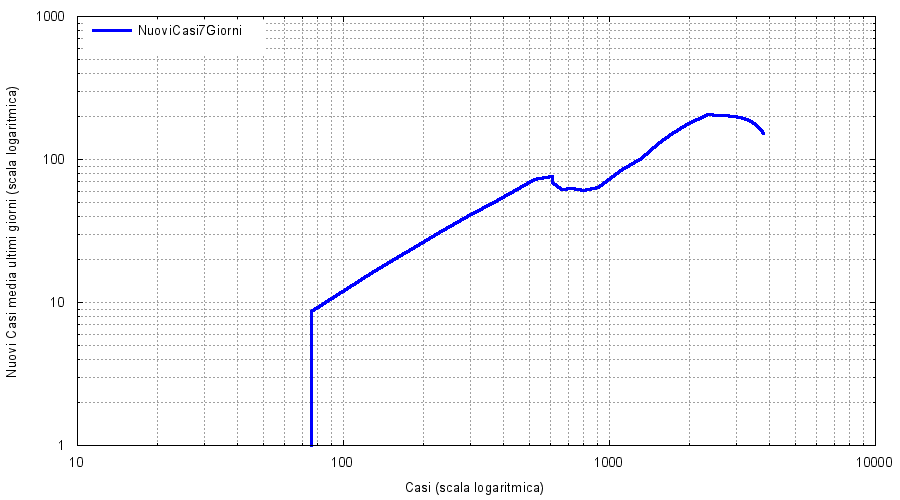 1000
NuoviCasi7Giorni
100
10
1
Nuovi Casi media ultimi giorni (scala logaritmica)
10 100 1000 10000
Casi (scala logaritmica)